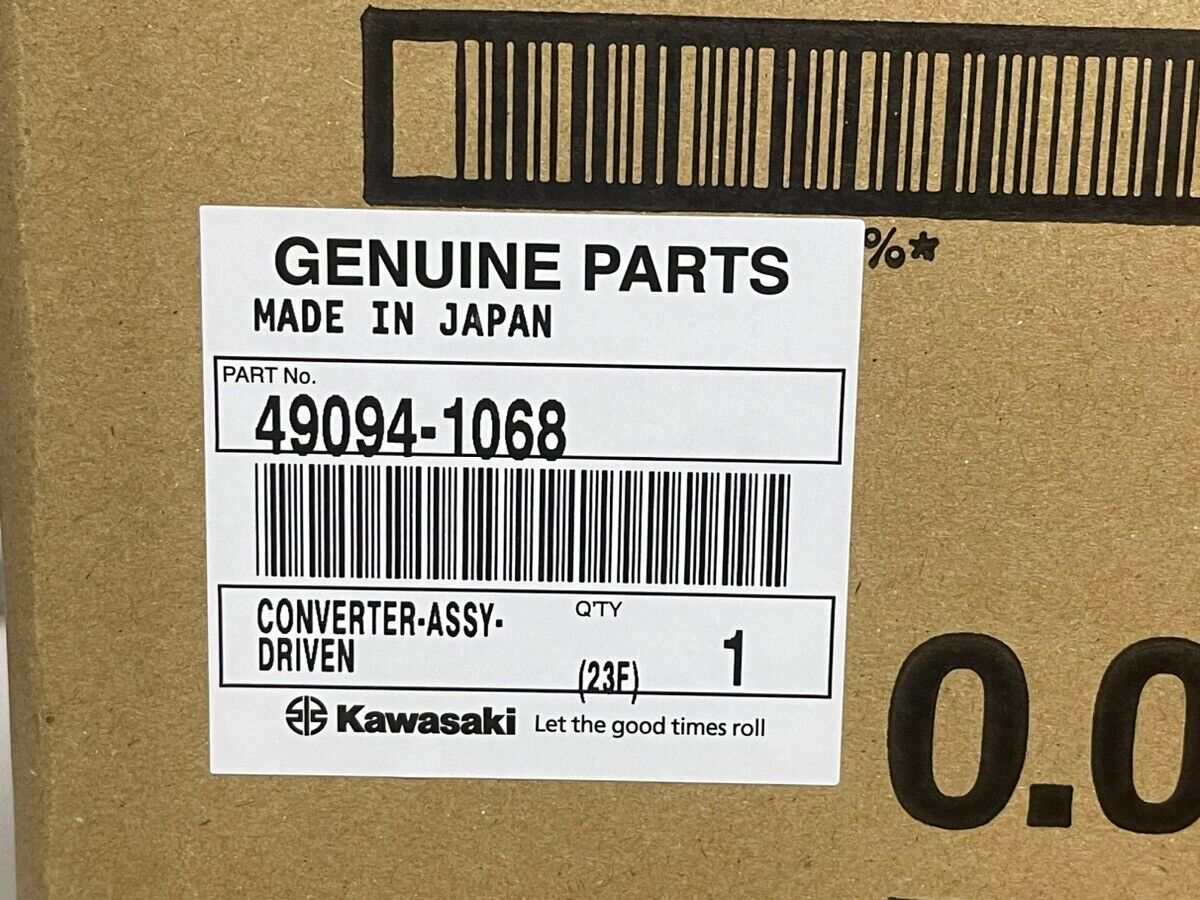 %*
GENUINE PARTS
MADE IN JAPAN
PART No.
49094-1068
CONVERTER-ASSY-
DRIVEN
Q'TY
(23F)
1
Kawasaki Let the good times roll
0.0